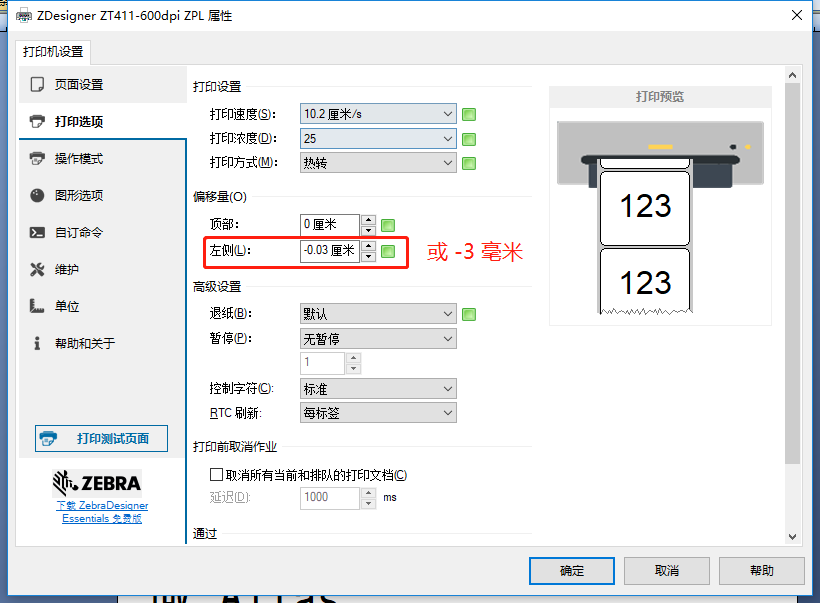 ZDesigner ZT411-600dpi ZPL 属性
打印机设置
页面设置
打印选项
操作模式
图形选项
自订命令
维护
单位
帮助和关于
打印测试页面
ZEBRA
下载 ZebraDesigner
Essentials 免费版
打印设置
打印速度(S):
10.2 厘米/s
打印浓度(D):
25
打印方式(M):
热转
偏移量(O)
顶部:
0 厘米
左侧(L):
-0.03 厘米
或 -3 毫米
高级设置
退纸(B):
默认
暂停(P):
无暂停
1
控制字符(C):
标准
RTC 刷新:
每标签
打印前取消作业
取消所有当前和排队的打印文档(C)
延迟(D):
1000
ms
通过
打印预览
123
123
确定
取消
帮助